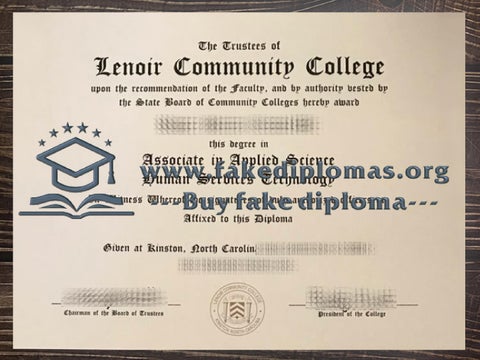 The Trustees of
Lenoir Community College
upon the recommendation of the Faculty, and by authority vested by
the State Board of Community Colleges hereby award
this degree in
Associate in Applied Science
www.fakediplomas.org
Human Services Technology
Buy fake diploma---
Affixed to this Diploma
Given at Kinston, North Carolin
Chairman of the Board of Trustees
President of the College